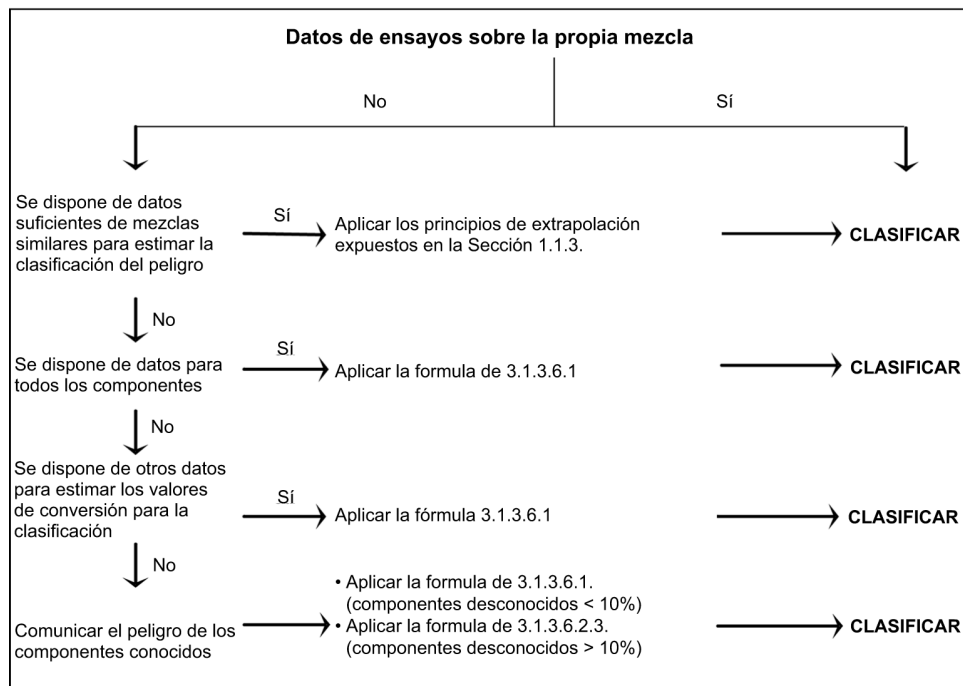 Datos de ensayos sobre la propia mezcla
No
Sí
Se dispone de datos
suficientes de mezclas
similares para estimar la
clasificación del peligro
Sí
Aplicar los principios de extrapolación
expuestos en la Sección 1.1.3.
CLASIFICAR
No
Se dispone de datos para
todos los componentes
Sí
Aplicar la formula de 3.1.3.6.1
CLASIFICAR
No
Se dispone de otros datos
para estimar los valores
de conversión para la
clasificación
Sí
Aplicar la fórmula 3.1.3.6.1
CLASIFICAR
No
Comunicar el peligro de los
componentes conocidos
• Aplicar la formula de 3.1.3.6.1.
(componentes desconocidos < 10%)
• Aplicar la formula de 3.1.3.6.2.3.
(componentes desconocidos > 10%)
CLASIFICAR